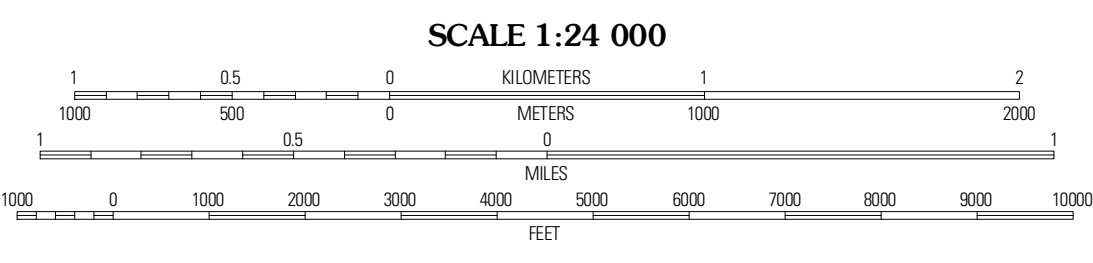 SCALE 1:24 000
1 0.5 0 KILOMETERS 1 2
1000 500 0 METERS 1000 2000
1 0.5 0 1
MILES
1000 0 1000 2000 3000 4000 5000 6000 7000 8000 9000 10000
FEET